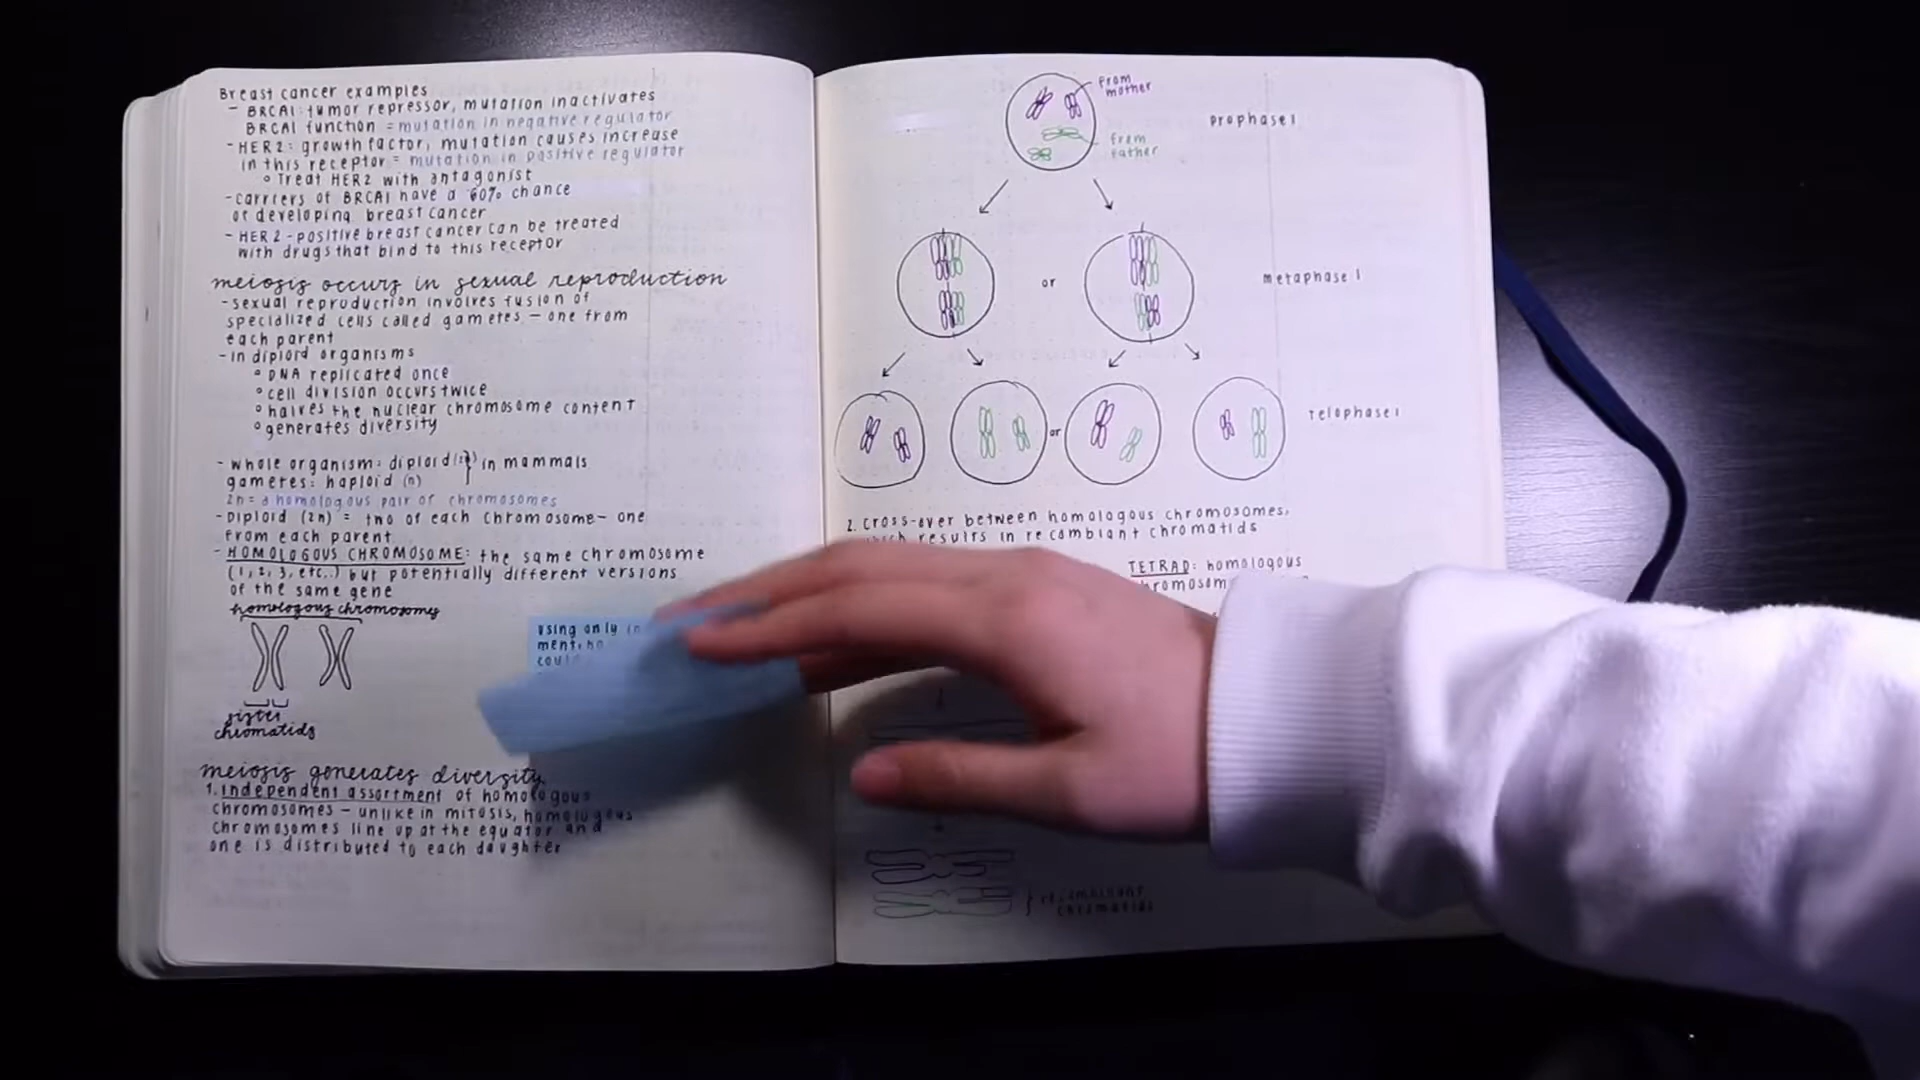 Breast cancer examples
- BRCA1: tumor repressor, mutation inactivates
BRCA1 function = mutation in negative regulator
- HER2: growth factor, mutation causes increase
in this receptor = mutation in positive regulator
° Treat HER2 with antagonist
- carriers of BRCA1 have a 60% chance
of developing breast cancer
- HER2-positive breast cancer can be treated
with drugs that bind to this receptor
meiosis occurs in sexual reproduction
- sexual reproduction involves fusion of
specialized cells called gametes - one from
each parent
- in diploid organisms
° DNA replicated once
° cell division occurs twice
° halves the nuclear chromosome content
° generates diversity
- whole organism: diploid (2n) } in mammals
gametes: haploid (n)
2n = a homologous pair of chromosomes
- Diploid (2n) = two of each chromosome - one
from each parent
- HOMOLOGOUS CHROMOSOME: the same chromosome
(1, 2, 3, etc..) but potentially different versions
of the same gene
homologous chromosomes
sister
chromatids
using only
meiosis generates diversity
1. independent assortment of homologous
chromosomes - unlike in mitosis, homologous
chromosomes line up at the equator and
one is distributed to each daughter
from
mother
from
father
prophase 1
or
metaphase 1
or
telophase 1
2. cross-over between homologous chromosomes,
which results in recombiant chromatids
TETRAD: homologous
} recombinant
chromatids